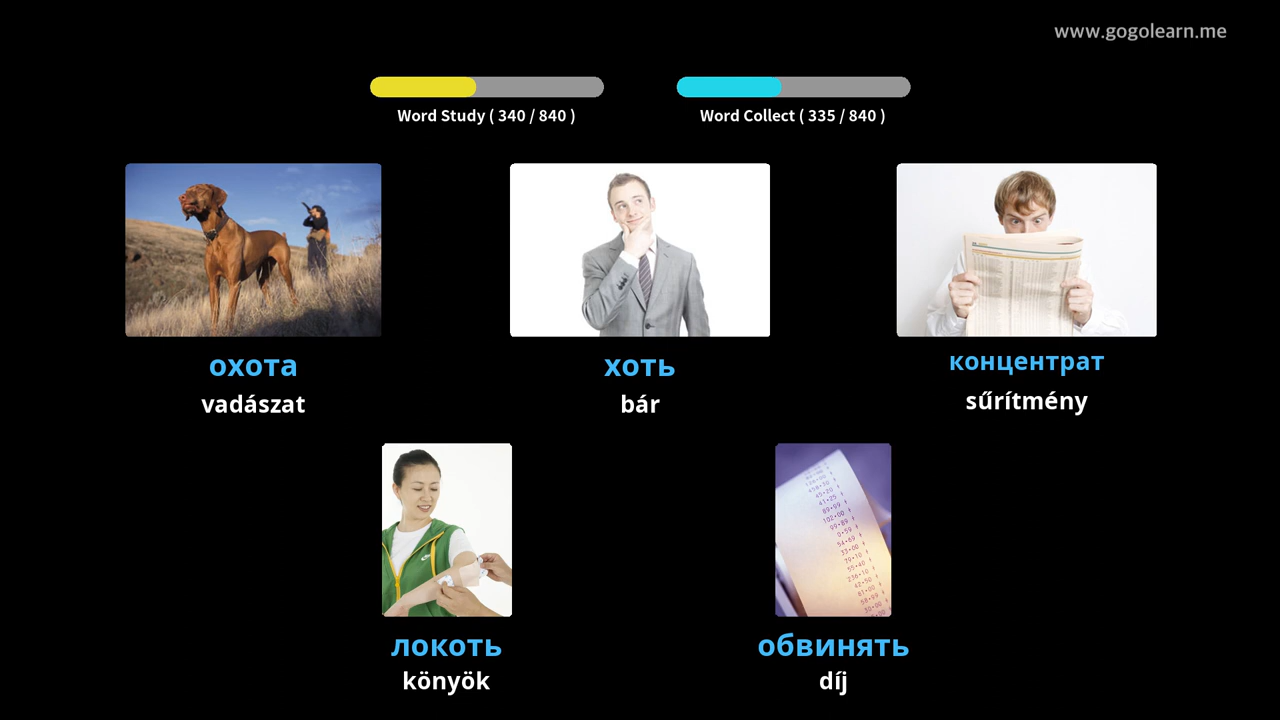 www.gogolearn.me
Word Study ( 340 / 840 )
Word Collect ( 335 / 840 )
охота
vadászat
хоть
bár
концентрат
sűrítmény
локоть
könyök
обвинять
díj